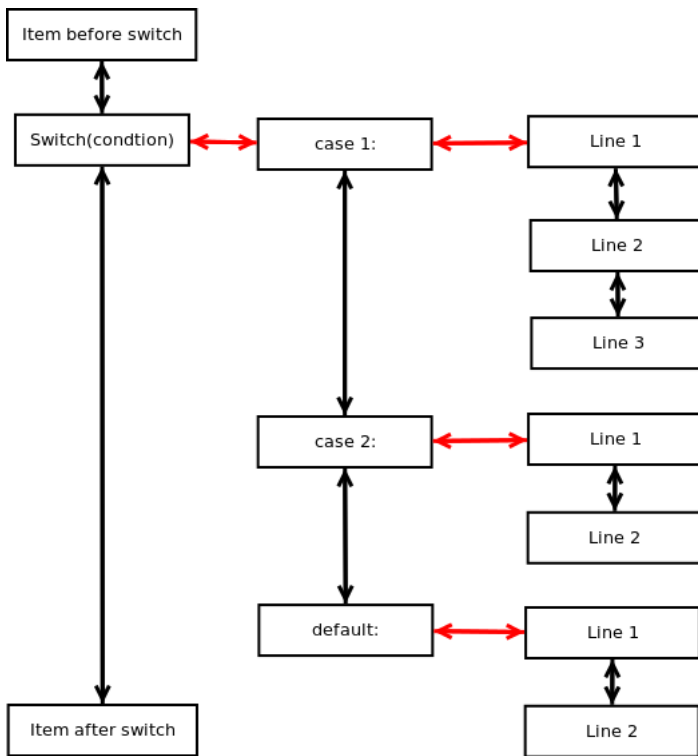 Item before switch
Switch(condtion)
case 1:
Line 1
Line 2
Line 3
case 2:
Line 1
Line 2
default:
Line 1
Line 2
Item after switch